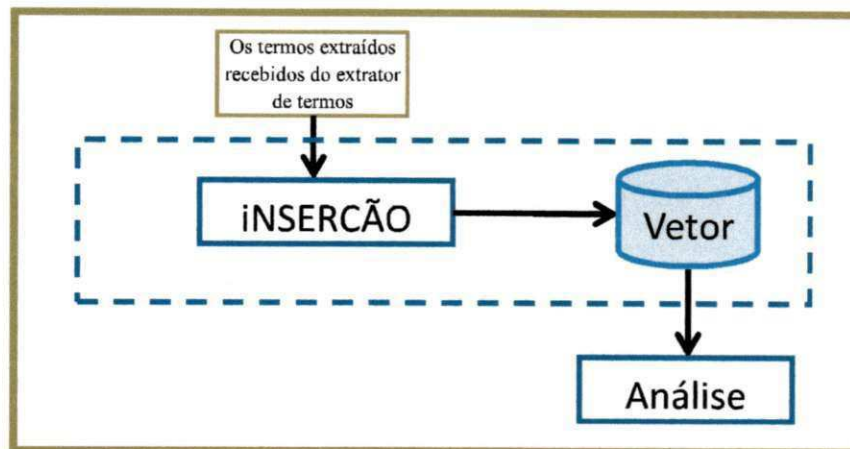 Os termos extraídos
recebidos do extrator
de termos
iNSERCÃO
Vetor
Análise